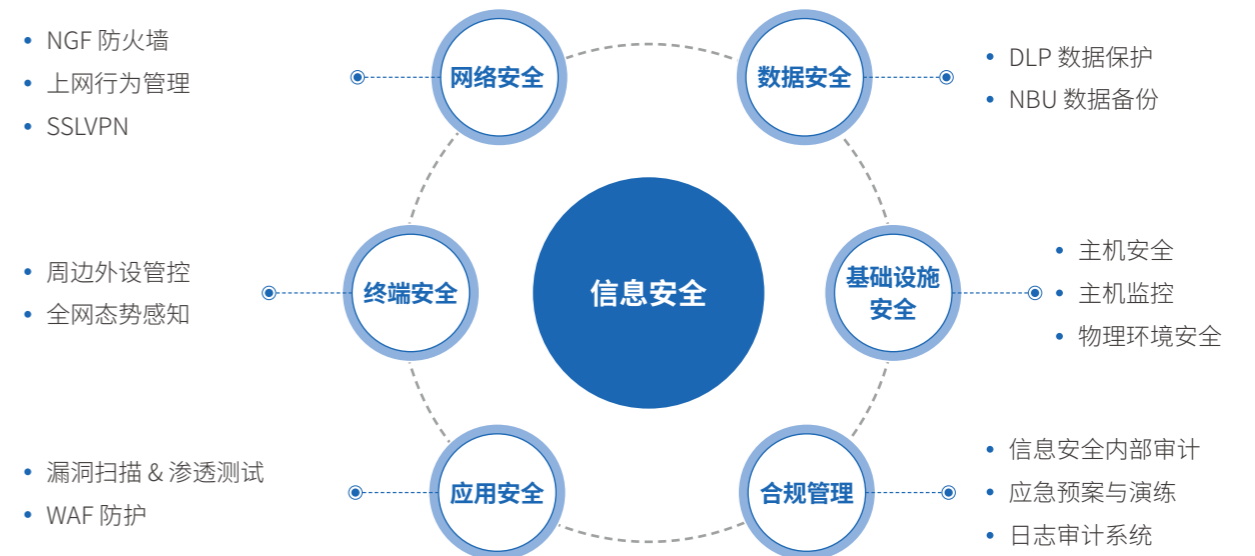 NGF 防火墙
上网行为管理
SSLVPN
网络安全
数据安全
DLP 数据保护
NBU 数据备份
周边外设管控
全网态势感知
终端安全
信息安全
基础设施
安全
主机安全
主机监控
物理环境安全
漏洞扫描 & 渗透测试
WAF 防护
应用安全
合规管理
信息安全内部审计
应急预案与演练
日志审计系统